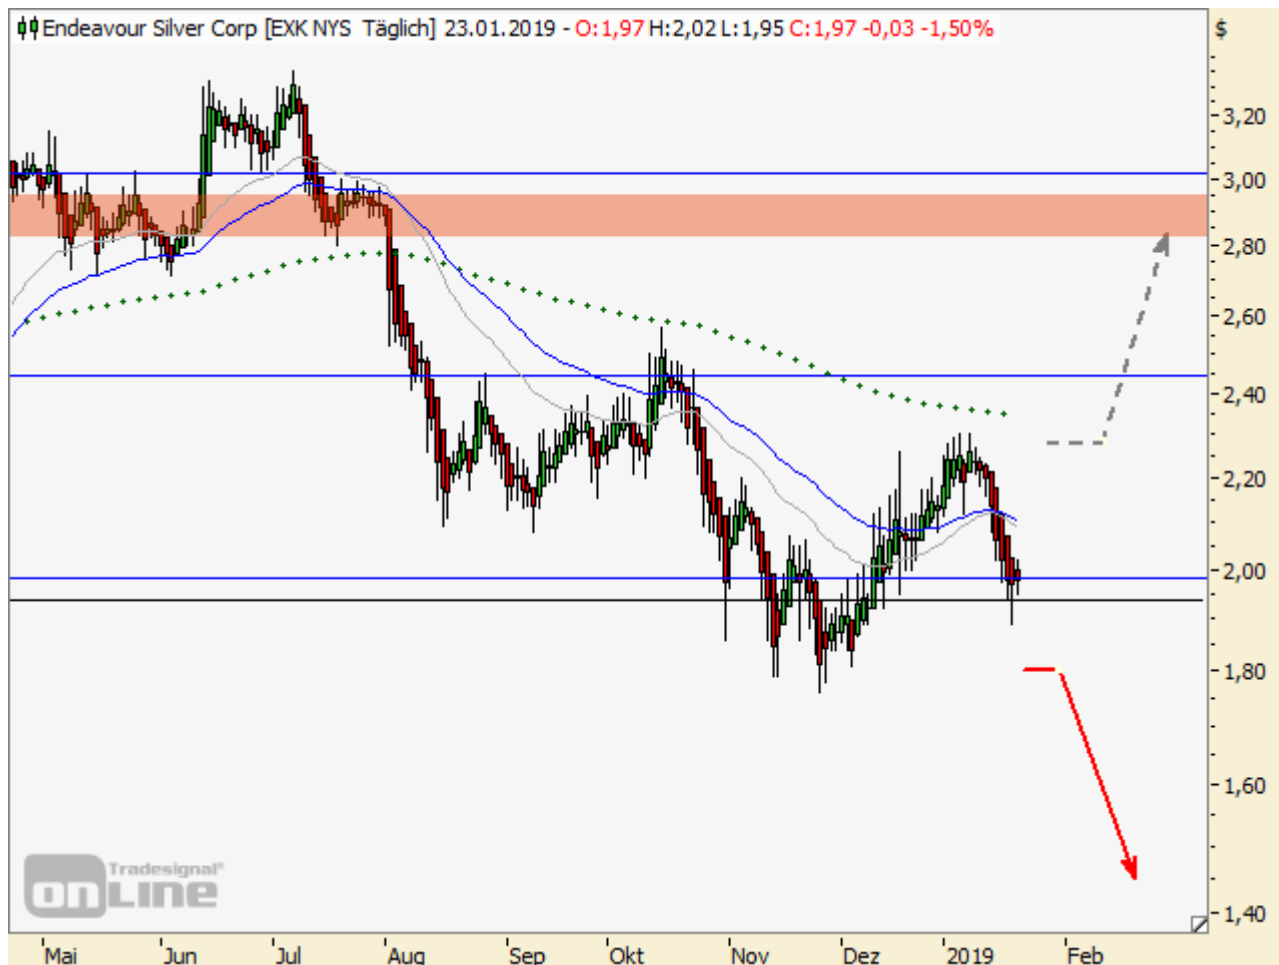 Endeavour Silver Corp [EXK NYS Täglich] 23.01.2019 - O:1,97 H:2,02 L:1,95 C:1,97 -0,03 -1,50%
$
3,20
3,00
2,80
2,60
2,40
2,20
2,00
1,80
1,60
1,40
Tradesignal®
onLine
Mai Jun Jul Aug Sep Okt Nov Dez 2019 Feb